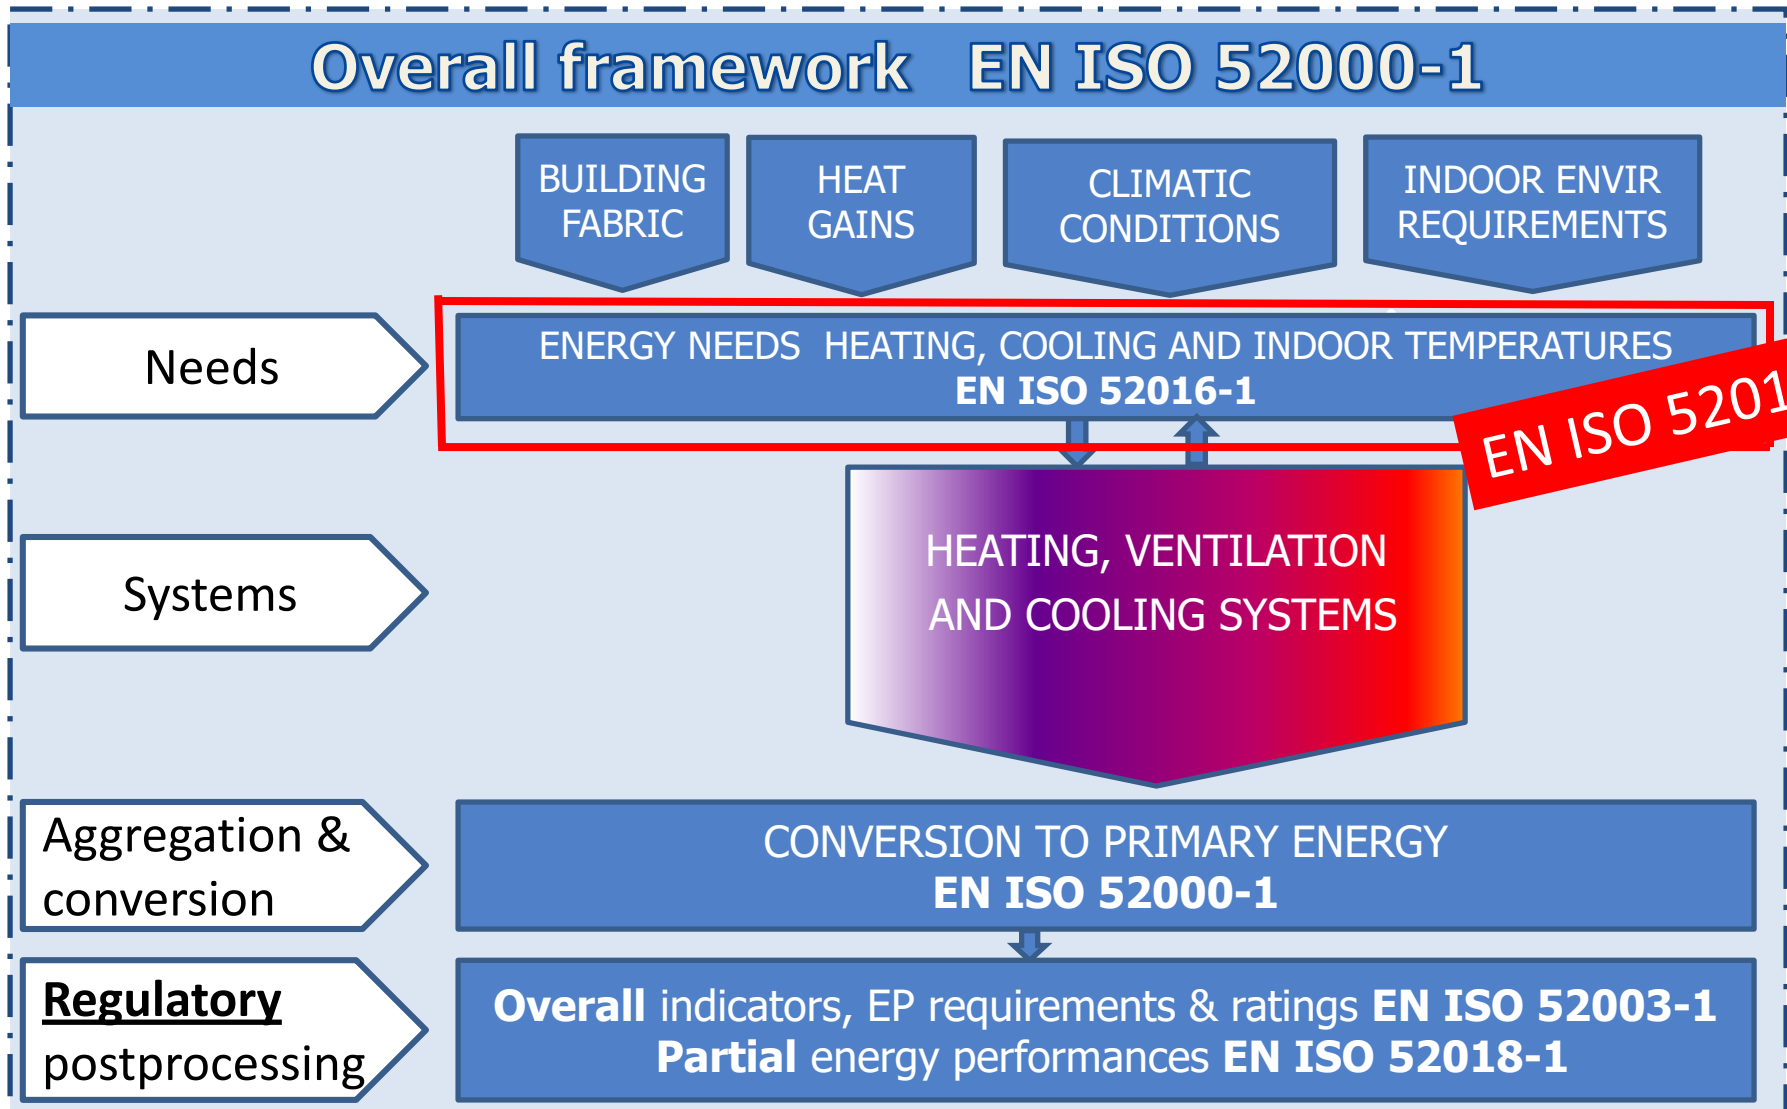 Overall framework EN ISO 52000-1
BUILDING
FABRIC
HEAT
GAINS
CLIMATIC
CONDITIONS
INDOOR ENVIR
REQUIREMENTS
Needs
ENERGY NEEDS HEATING, COOLING AND INDOOR TEMPERATURES
EN ISO 52016-1
EN ISO 5201
Systems
HEATING, VENTILATION
AND COOLING SYSTEMS
Aggregation &
conversion
CONVERSION TO PRIMARY ENERGY
EN ISO 52000-1
Regulatory
postprocessing
Overall indicators, EP requirements & ratings EN ISO 52003-1
Partial energy performances EN ISO 52018-1